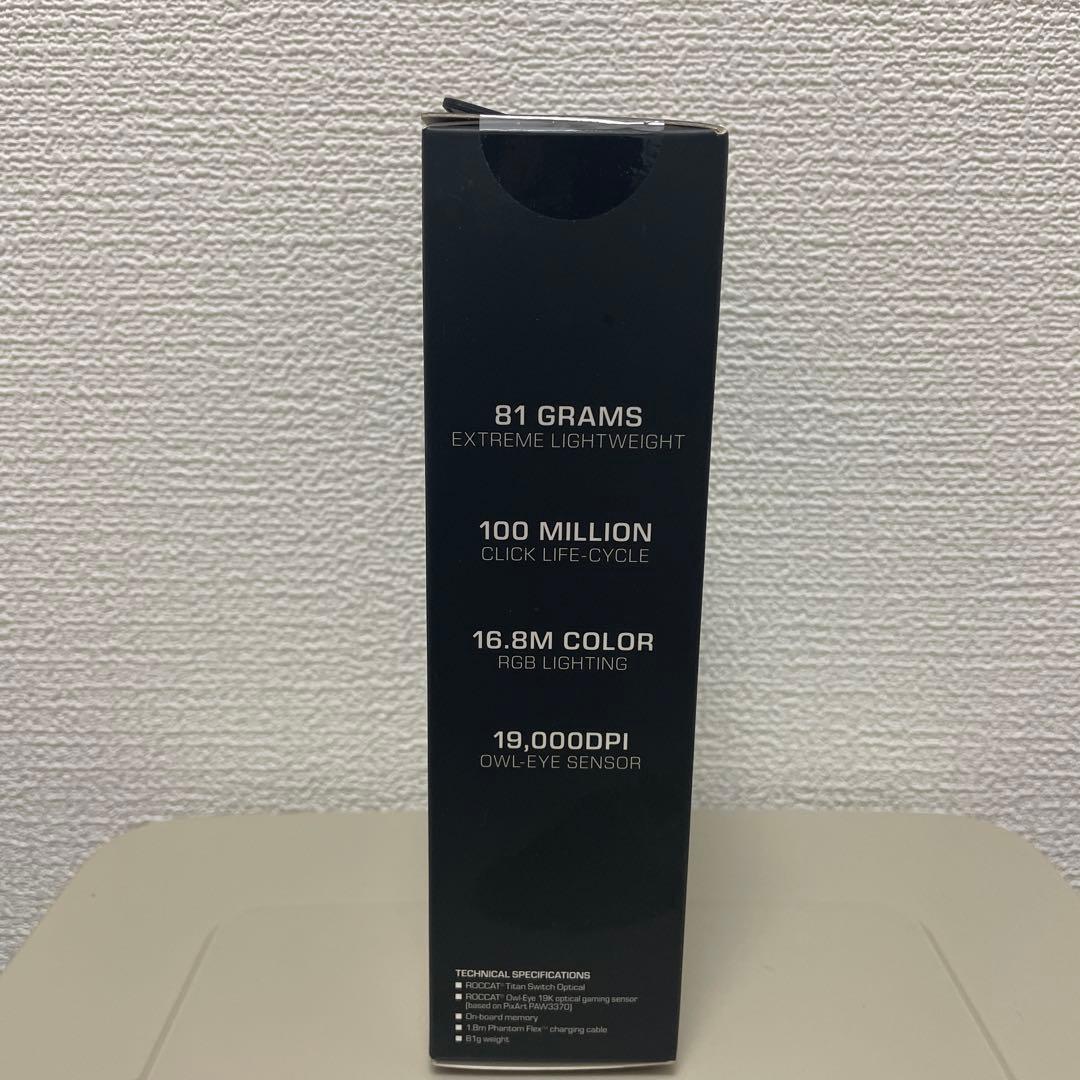 81 GRAMS
EXTREME LIGHTWEIGHT
100 MILLION
CLICK LIFE-CYCLE
16.8M COLOR
RGB LIGHTING
19,000DPI
OWL-EYE SENSOR
TECHNICAL SPECIFICATIONS
■ ROCCAT® Titan Switch Optical
■ ROCCAT® Owl-Eye 19K optical gaming sensor
(based on PixArt PAW3370)
■ On-board memory
■ 1.8m Phantom Flex™ charging cable
■ 81g weight